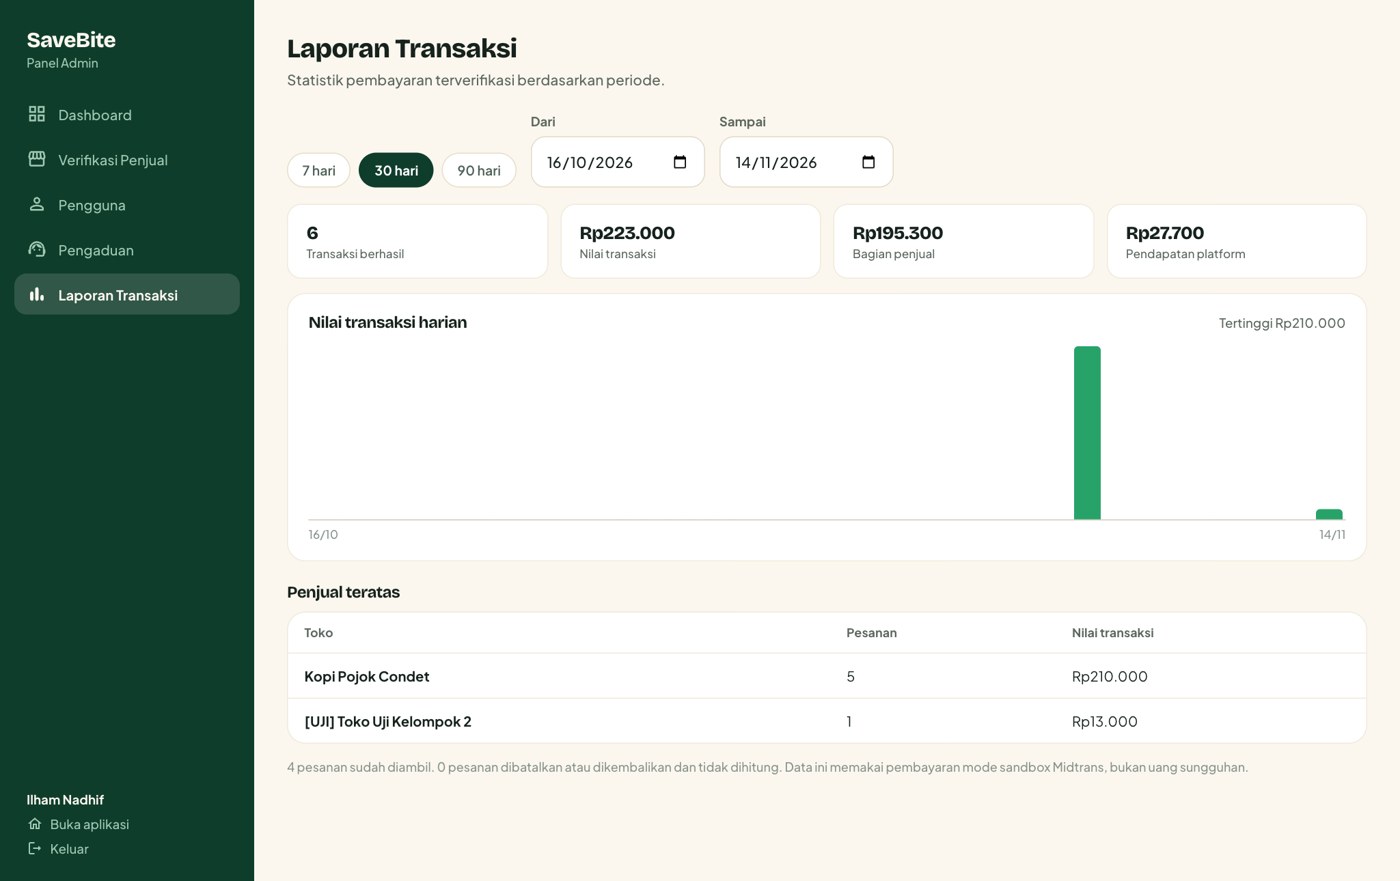 SaveBite
Panel Admin
Dashboard
Verifikasi Penjual
Pengguna
Pengaduan
Laporan Transaksi
Ilham Nadhif
Buka aplikasi
Keluar
Laporan Transaksi
Statistik pembayaran terverifikasi berdasarkan periode.
7 hari
30 hari
90 hari
Dari
16/10/2026
Sampai
14/11/2026
6
Transaksi berhasil
Rp223.000
Nilai transaksi
Rp195.300
Bagian penjual
Rp27.700
Pendapatan platform
Nilai transaksi harian
Tertinggi Rp210.000
16/10
14/11
Penjual teratas
Toko Pesanan Nilai transaksi
Kopi Pojok Condet 5 Rp210.000
[UJI] Toko Uji Kelompok 2 1 Rp13.000
4 pesanan sudah diambil. 0 pesanan dibatalkan atau dikembalikan dan tidak dihitung. Data ini memakai pembayaran mode sandbox Midtrans, bukan uang sungguhan.